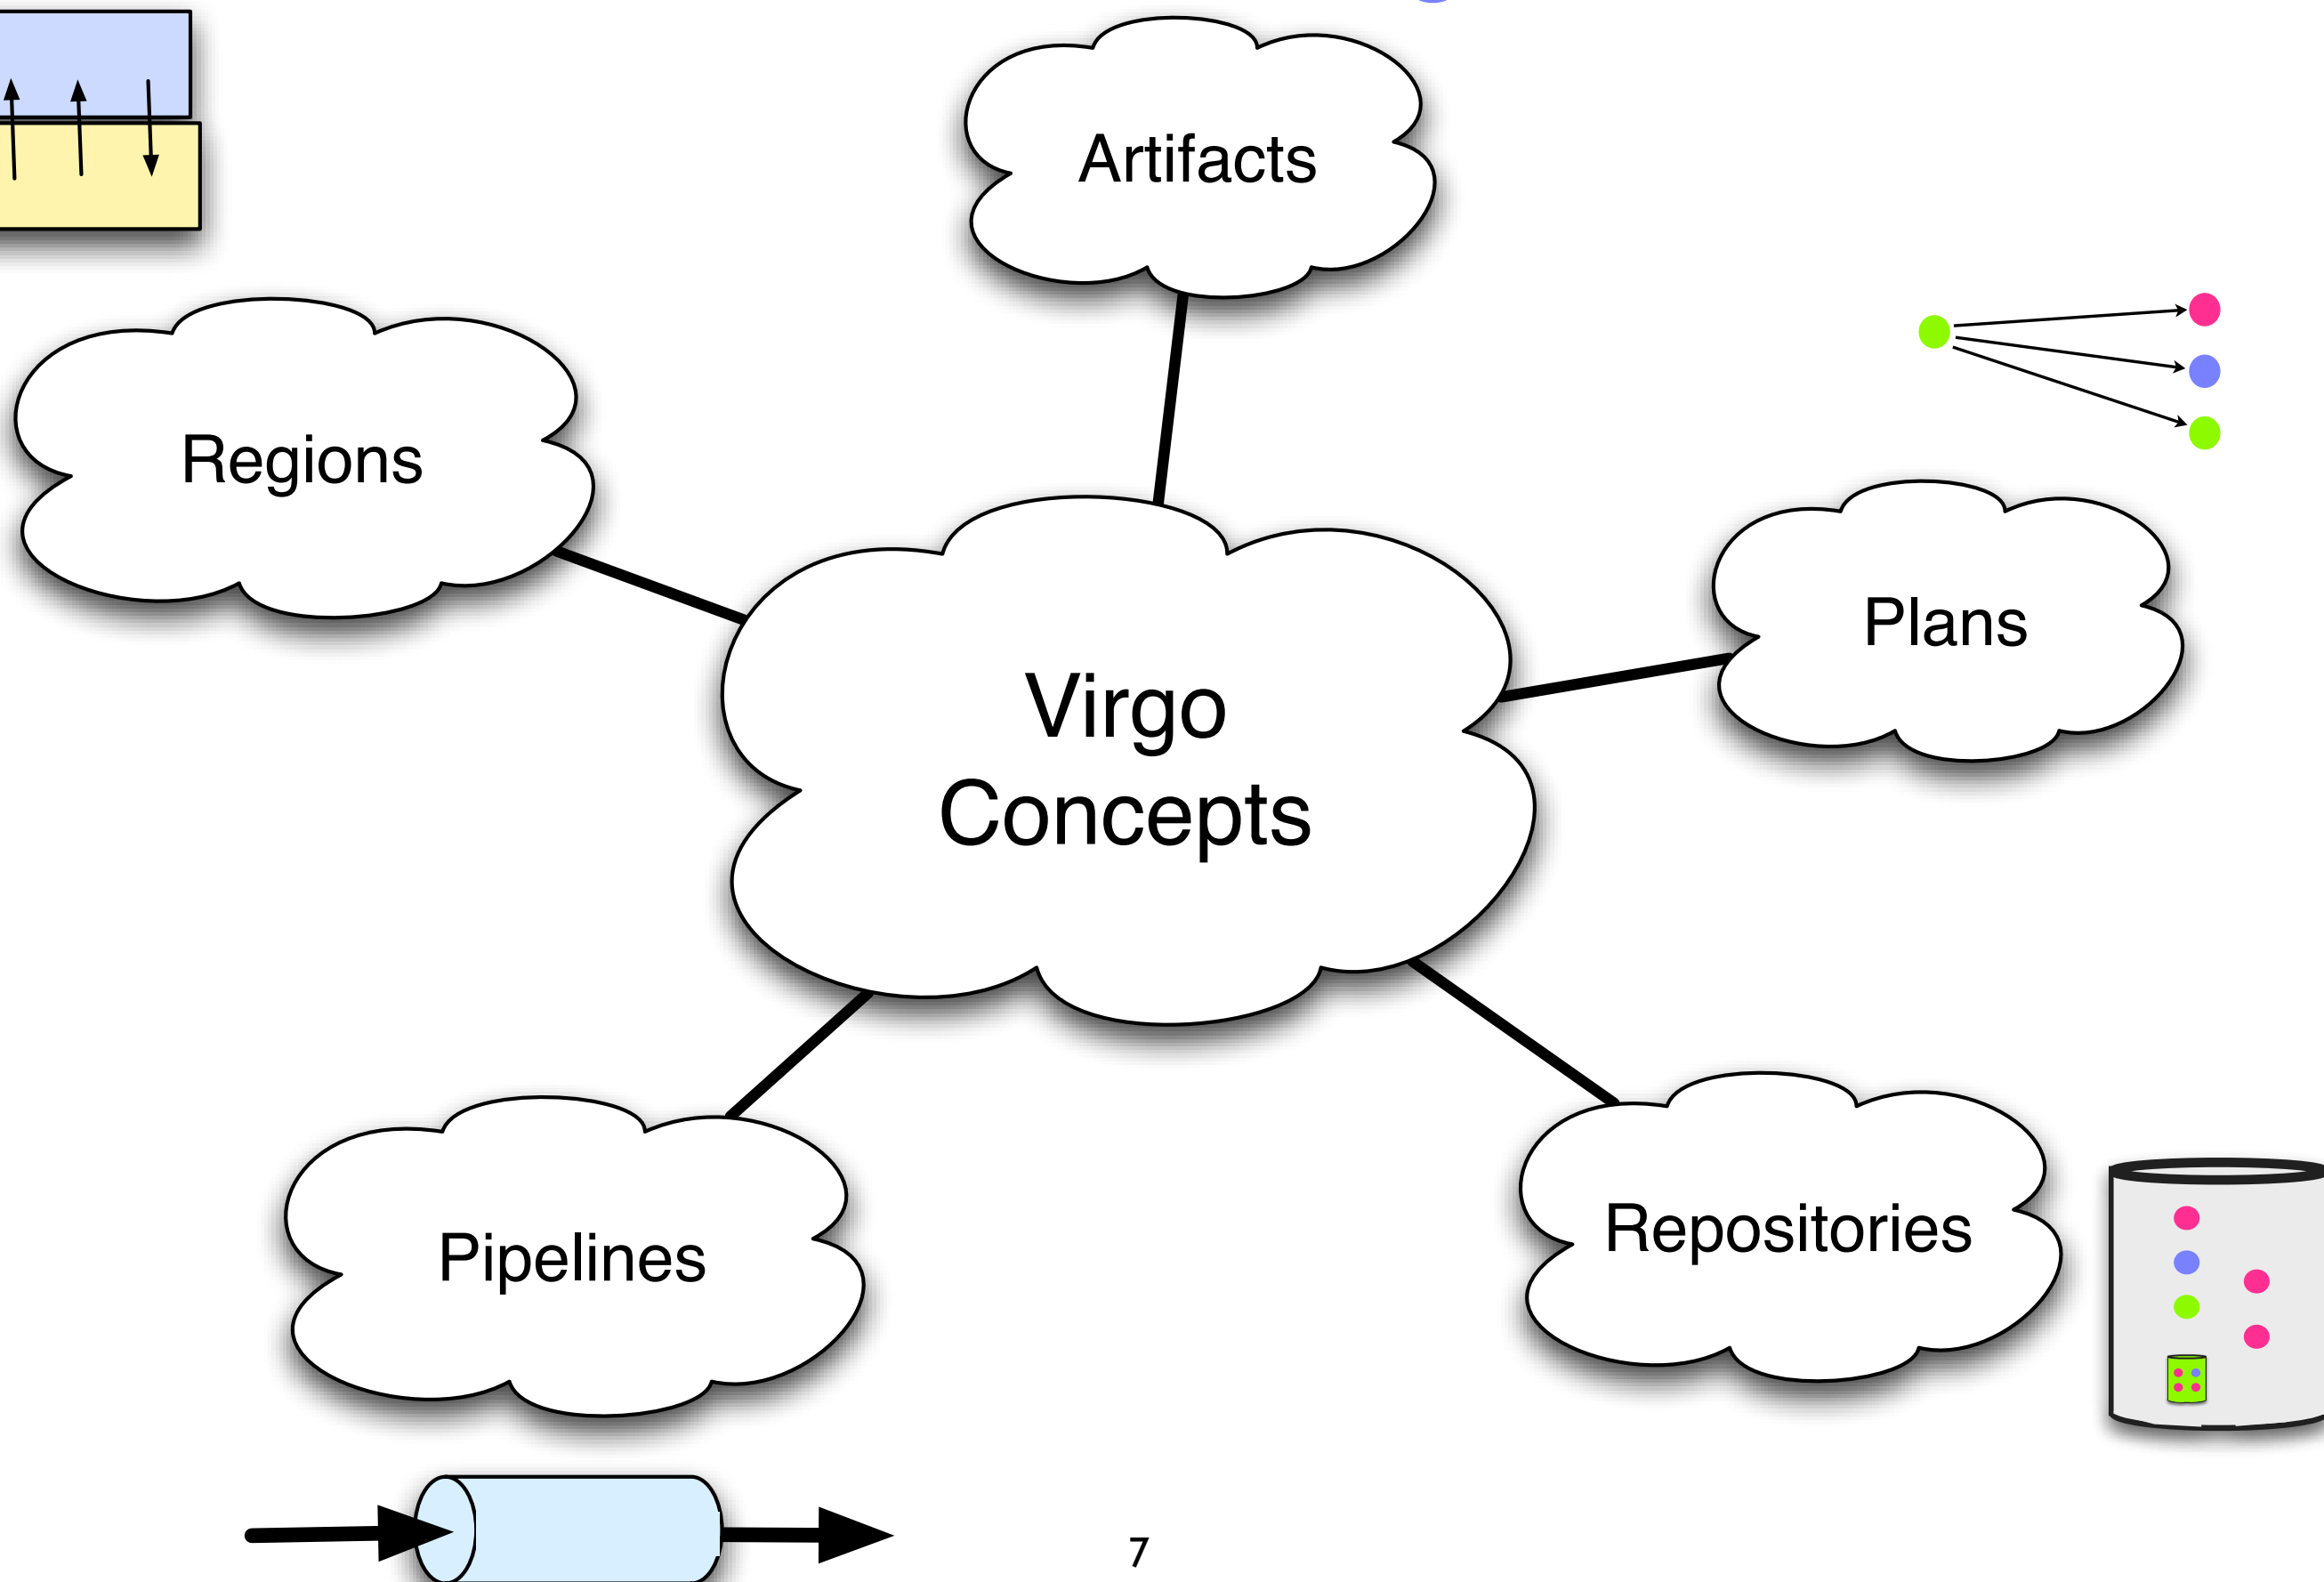 Artifacts
Regions
Plans
Virgo
Concepts
Repositories
Pipelines
7